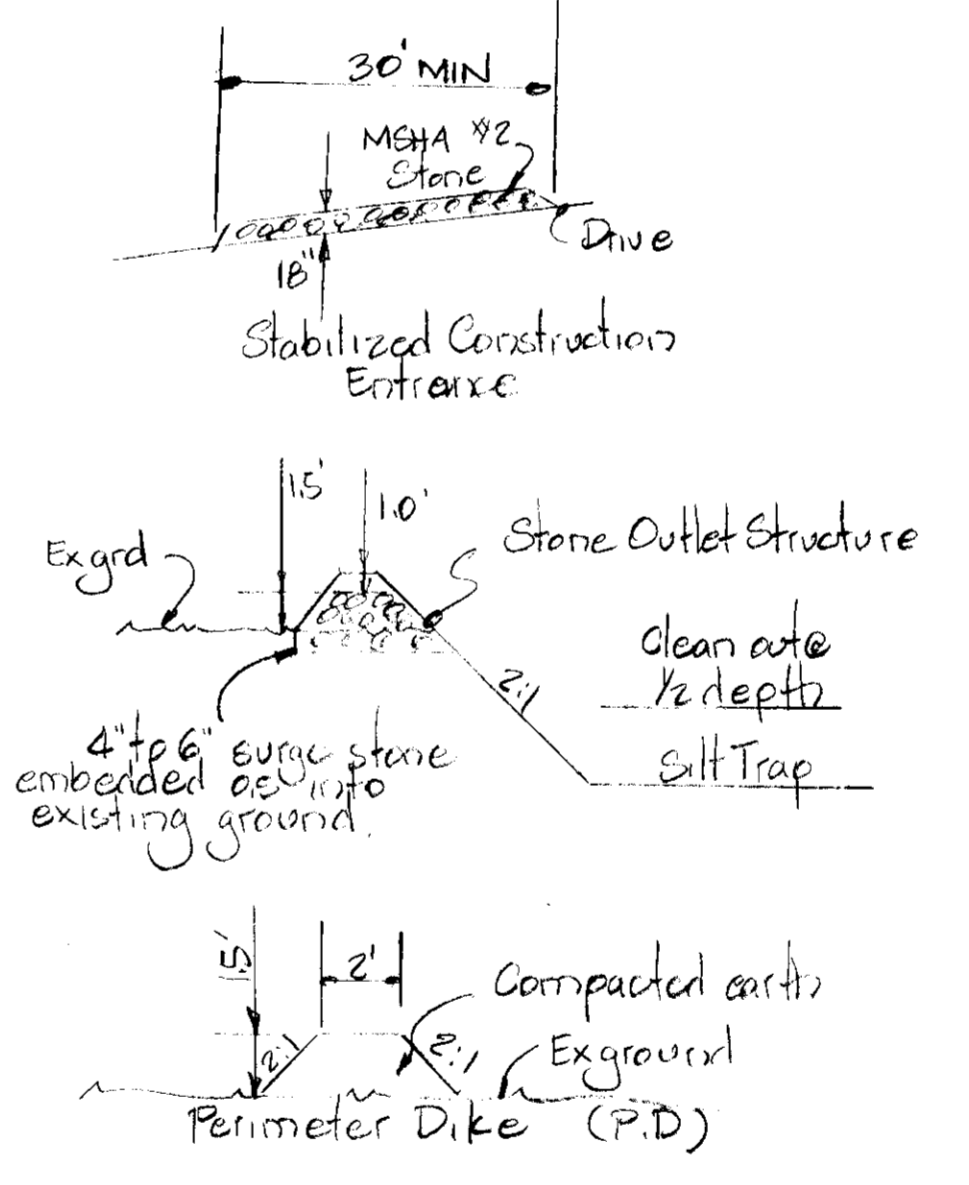 30' MIN
MSHA #2
Stone
Drive
18"
Stabilized Construction
Entrance
1.5'
1.0'
Stone Outlet Structure
Ex grd
Clean out @
1/2 depth
2:1
4" to 6" surge stone
Silt Trap
embedded 0.5' into
existing ground.
1.5'
2'
Compacted earth
2:1
2:1
Ex ground
Perimeter Dike (P.D)